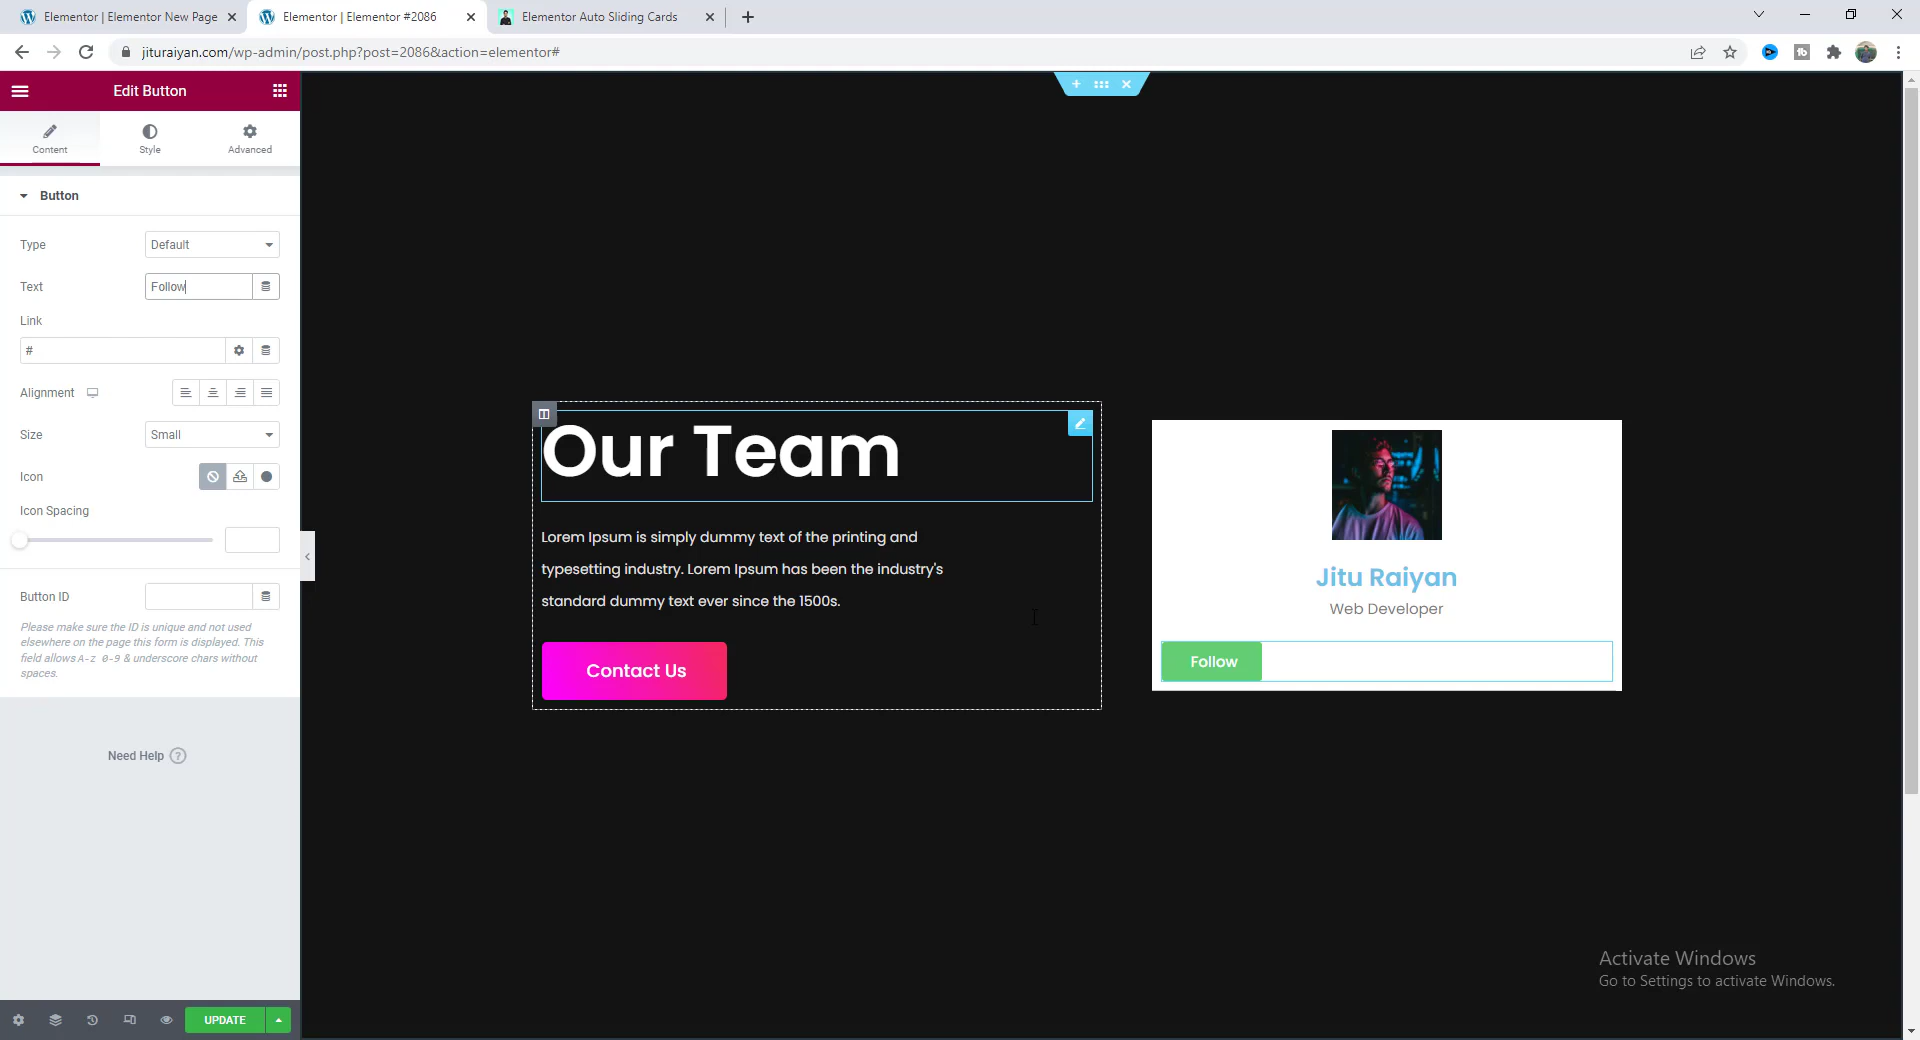 Elementor | Elementor New Page
Elementor | Elementor #2086
Elementor Auto Sliding Cards
jituraiyan.com/wp-admin/post.php?post=2086&action=elementor#
Edit Button
Content
Style
Advanced
Button
Type
Default
Text
Follow
Link
#
Alignment
Size
Small
Icon
Icon Spacing
Button ID
Please make sure the ID is unique and not used
elsewhere on the page this form is displayed. This
field allows A-z 0-9 & underscore chars without
spaces.
Need Help ?
UPDATE
Our Team
Lorem Ipsum is simply dummy text of the printing and
typesetting industry. Lorem Ipsum has been the industry's
standard dummy text ever since the 1500s.
Contact Us
Jitu Raiyan
Web Developer
Follow
Activate Windows
Go to Settings to activate Windows.